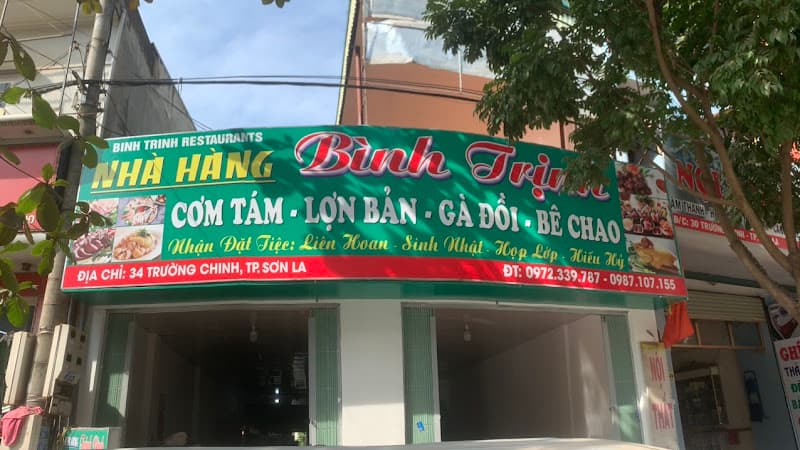 BINH TRINH RESTAURANTS
NHÀ HÀNG Bình Trịnh
CƠM TÁM - LỢN BẢN - GÀ ĐỒI - BÊ CHAO
Nhận Đặt Tiệc: Liên Hoan - Sinh Nhật - Họp Lớp - Hiếu Hỷ
ĐỊA CHỈ: 34 TRƯỜNG CHINH, TP.SƠN LA
ĐT: 0972.339.787 - 0987.107.155
NỘI
THẤT